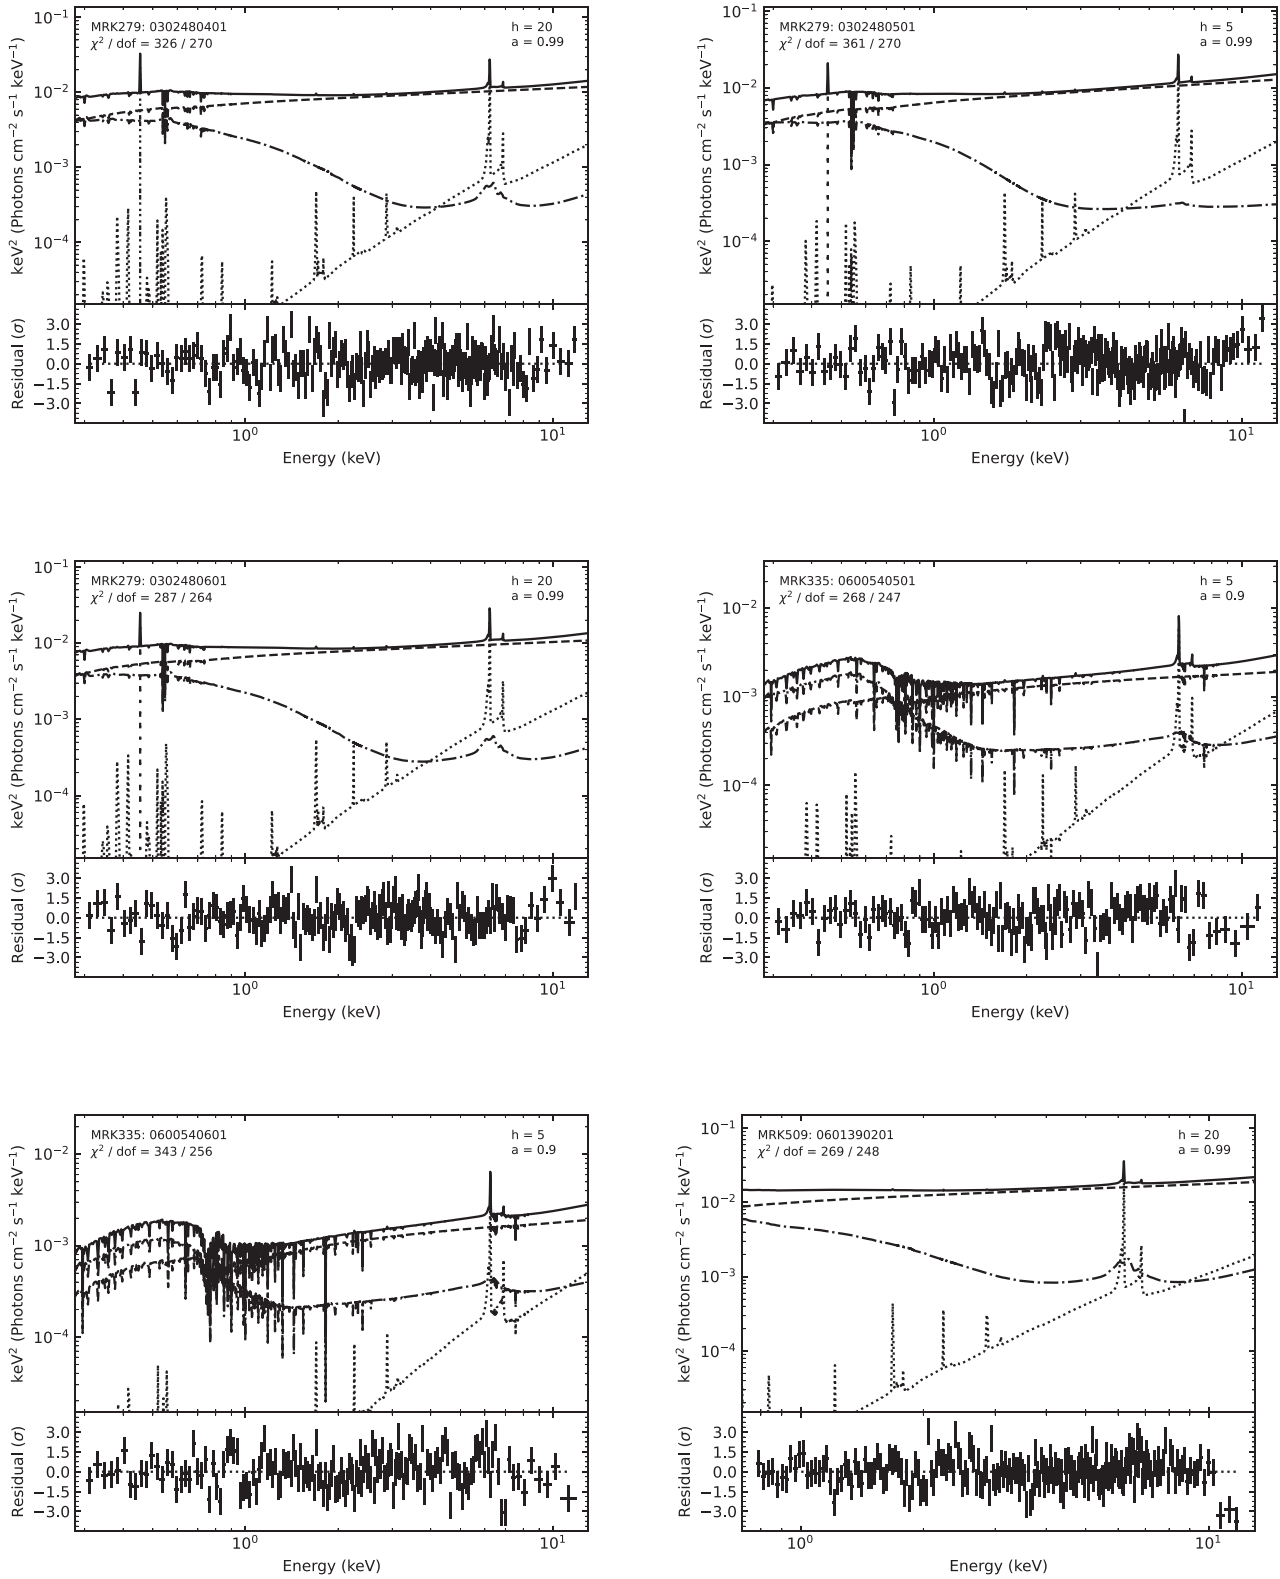 MRK279: 0302480401
χ² / dof = 326 / 270
h = 20
a = 0.99
10⁻¹
10⁻²
10⁻³
10⁻⁴
keV² (Photons cm⁻² s⁻¹ keV⁻¹)
3.0
1.5
0.0
−1.5
−3.0
Residual (σ)
10⁰
10¹
Energy (keV)
MRK279: 0302480501
χ² / dof = 361 / 270
h = 5
a = 0.99
10⁻¹
10⁻²
10⁻³
10⁻⁴
keV² (Photons cm⁻² s⁻¹ keV⁻¹)
3.0
1.5
0.0
−1.5
−3.0
Residual (σ)
10⁰
10¹
Energy (keV)
MRK279: 0302480601
χ² / dof = 287 / 264
h = 20
a = 0.99
10⁻¹
10⁻²
10⁻³
10⁻⁴
keV² (Photons cm⁻² s⁻¹ keV⁻¹)
3.0
1.5
0.0
−1.5
−3.0
Residual (σ)
10⁰
10¹
Energy (keV)
MRK335: 0600540501
χ² / dof = 268 / 247
h = 5
a = 0.9
10⁻²
10⁻³
10⁻⁴
keV² (Photons cm⁻² s⁻¹ keV⁻¹)
3.0
1.5
0.0
−1.5
−3.0
Residual (σ)
10⁰
10¹
Energy (keV)
MRK335: 0600540601
χ² / dof = 343 / 256
h = 5
a = 0.9
10⁻²
10⁻³
10⁻⁴
keV² (Photons cm⁻² s⁻¹ keV⁻¹)
3.0
1.5
0.0
−1.5
−3.0
Residual (σ)
10⁰
10¹
Energy (keV)
MRK509: 0601390201
χ² / dof = 269 / 248
h = 20
a = 0.99
10⁻¹
10⁻²
10⁻³
10⁻⁴
keV² (Photons cm⁻² s⁻¹ keV⁻¹)
3.0
1.5
0.0
−1.5
−3.0
Residual (σ)
10⁰
10¹
Energy (keV)